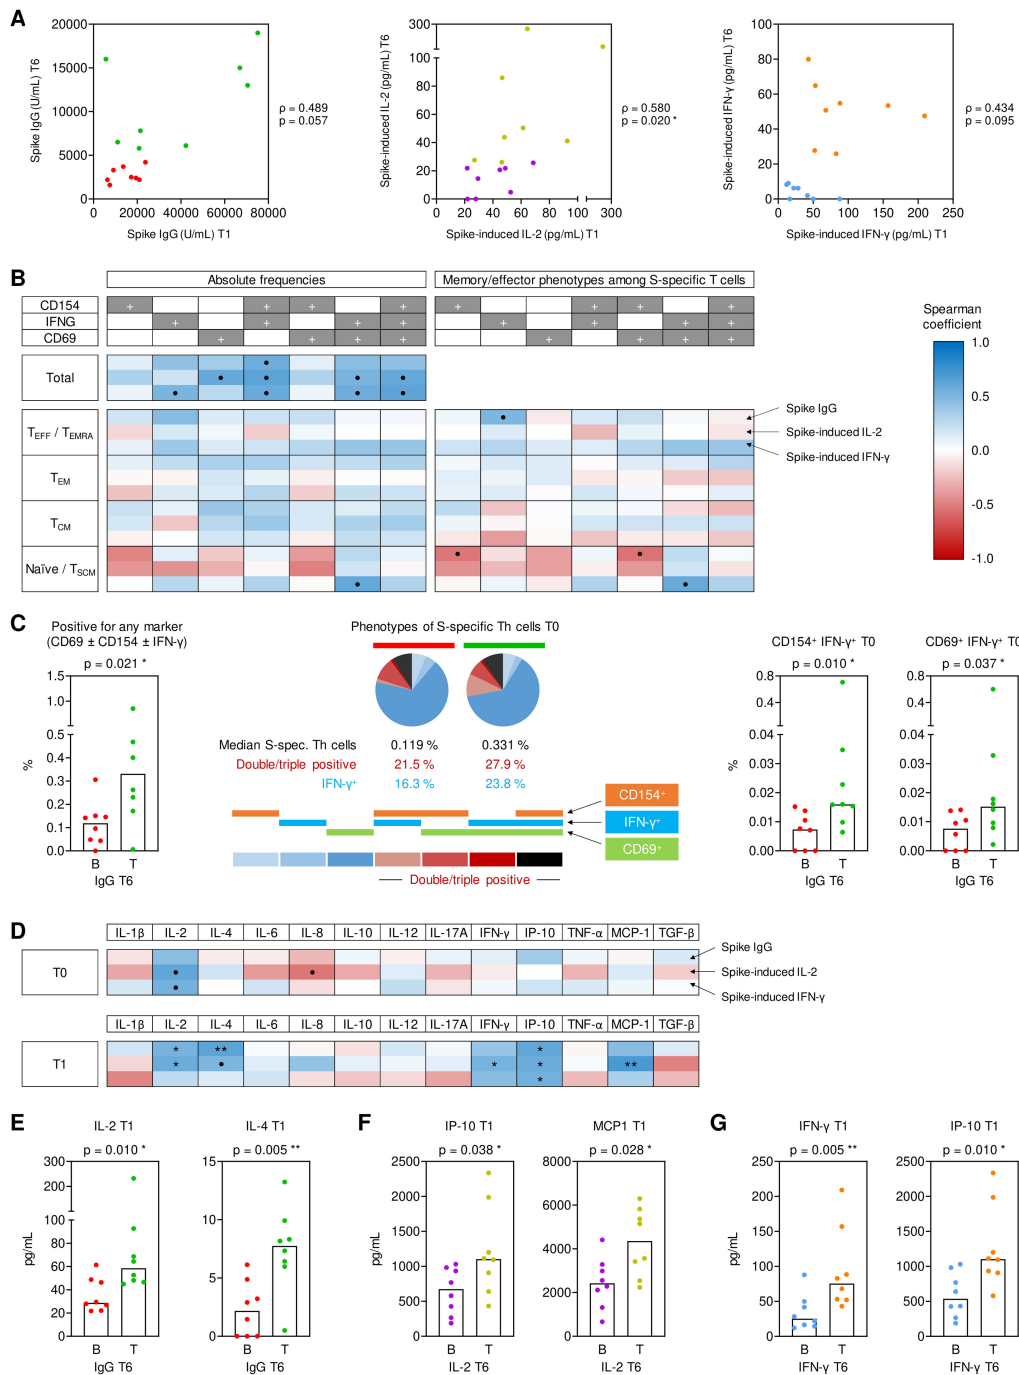 A
20000
15000
10000
5000
0
Spike IgG (U/mL) T6
0 20000 40000 60000 80000
Spike IgG (U/mL) T1
ρ = 0.489
p = 0.057
300
100
80
60
40
20
0
Spike-induced IL-2 (pg/mL) T6
0 20 40 60 80 100 300
Spike-induced IL-2 (pg/mL) T1
ρ = 0.580
p = 0.020 *
100
80
60
40
20
0
Spike-induced IFN-γ (pg/mL) T6
0 50 100 150 200 250
Spike-induced IFN-γ (pg/mL) T1
ρ = 0.434
p = 0.095
B
Absolute frequencies
Memory/effector phenotypes among S-specific T cells
CD154 + + + + + + + +
IFNG + + + + + + + +
CD69 + + + + + + + +
Total
T EFF / T EMRA
T EM
T CM
Naïve / T SCM
Spike IgG
Spike-induced IL-2
Spike-induced IFN-γ
Spearman
coefficient
1.0
0.5
0.0
-0.5
-1.0
C
Positive for any marker
(CD69 ± CD154 ± IFN-γ)
p = 0.021 *
1.5
1.0
0.5
0.4
0.3
0.2
0.1
0.0
%
B T
IgG T6
Phenotypes of S-specific Th cells T0
Median S-spec. Th cells 0.119 % 0.331 %
Double/triple positive 21.5 % 27.9 %
IFN-γ⁺ 16.3 % 23.8 %
CD154⁺
IFN-γ⁺
CD69⁺
Double/triple positive
CD154⁺ IFN-γ⁺ T0
p = 0.010 *
0.8
0.4
0.04
0.03
0.02
0.01
0.00
%
B T
IgG T6
CD69⁺ IFN-γ⁺ T0
p = 0.037 *
0.8
0.4
0.04
0.03
0.02
0.01
0.00
B T
IgG T6
D
IL-1β IL-2 IL-4 IL-6 IL-8 IL-10 IL-12 IL-17A IFN-γ IP-10 TNF-α MCP-1 TGF-β
T0
Spike IgG
Spike-induced IL-2
Spike-induced IFN-γ
IL-1β IL-2 IL-4 IL-6 IL-8 IL-10 IL-12 IL-17A IFN-γ IP-10 TNF-α MCP-1 TGF-β
T1
* ** *
* * * **
*
E
IL-2 T1
p = 0.010 *
300
200
100
80
60
40
20
0
pg/mL
B T
IgG T6
IL-4 T1
p = 0.005 **
15
10
5
0
B T
IgG T6
F
IP-10 T1
p = 0.038 *
2500
2000
1500
1000
500
0
pg/mL
B T
IL-2 T6
MCP1 T1
p = 0.028 *
8000
6000
4000
2000
0
B T
IL-2 T6
G
IFN-γ T1
p = 0.005 **
250
200
150
100
50
0
pg/mL
B T
IFN-γ T6
IP-10 T1
p = 0.010 *
2500
2000
1500
1000
500
0
B T
IFN-γ T6